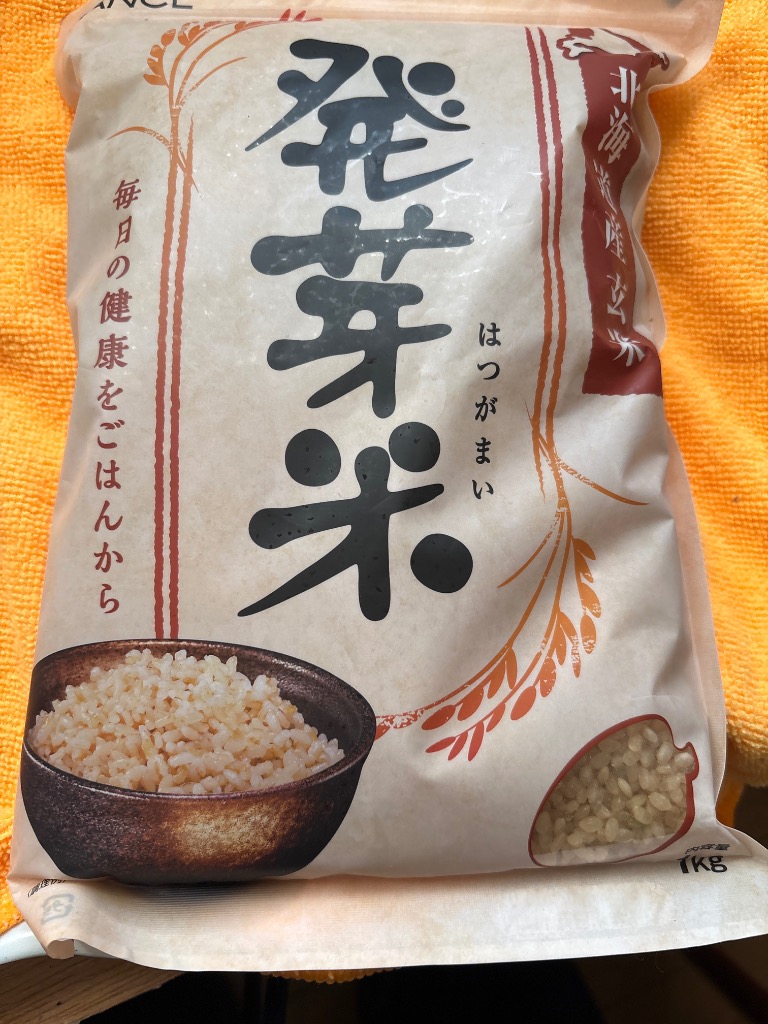 ANCL
北海道産玄米
発芽米
はつがまい
毎日の健康をごはんから
内容量
1kg